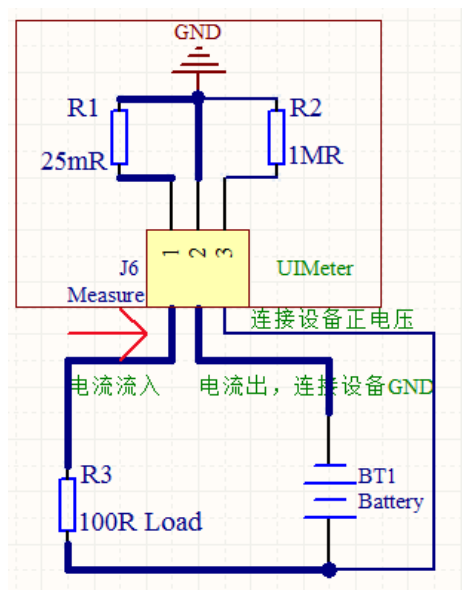 GND
R1
R2
25mR
1MR
1 2 3
J6
UIMeter
Measure
连接设备正电压
电流流入
电流出，连接设备GND
R3
BT1
100R Load
Battery